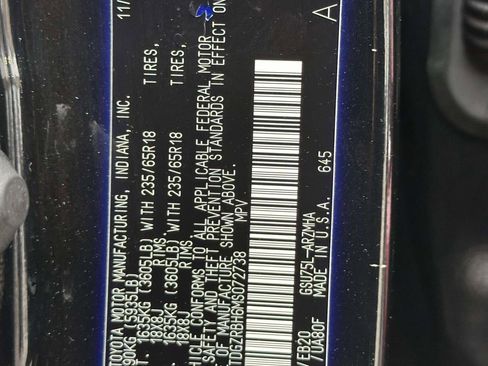 TOYOTA MOTOR MANUFACTURING, INDIANA, INC. 11/
90KG (5935LB)
T. 1635KG (3605LB) WITH 235/65R18 TIRES,
18X8J RIMS
1635KG (3605LB) WITH 235/65R18 TIRES,
18X8J RIMS
CLE CONFORMS TO ALL APPLICABLE FEDERAL MOTOR
SAFETY AND THEFT PREVENTION STANDARDS IN EFFECT ON
OF MANUFACTURE SHOWN ABOVE.
MPV
GSU75L-ARZMHA
/EB20 MADE IN U.S.A. 645 A
/UA80F